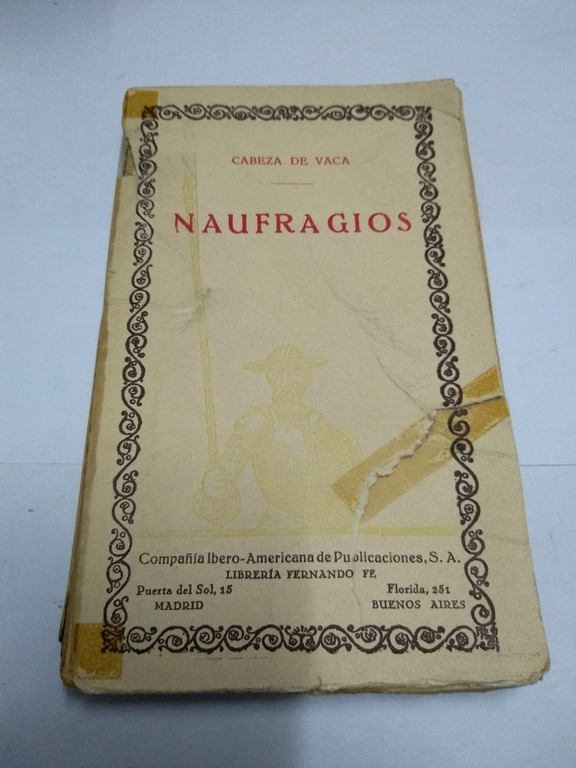 CABEZA DE VACA
NAUFRAGIOS
Compañía Ibero-Americana de Publicaciones, S. A.
LIBRERÍA FERNANDO FÉ
Puerta del Sol, 15
MADRID
Florida, 251
BUENOS AIRES